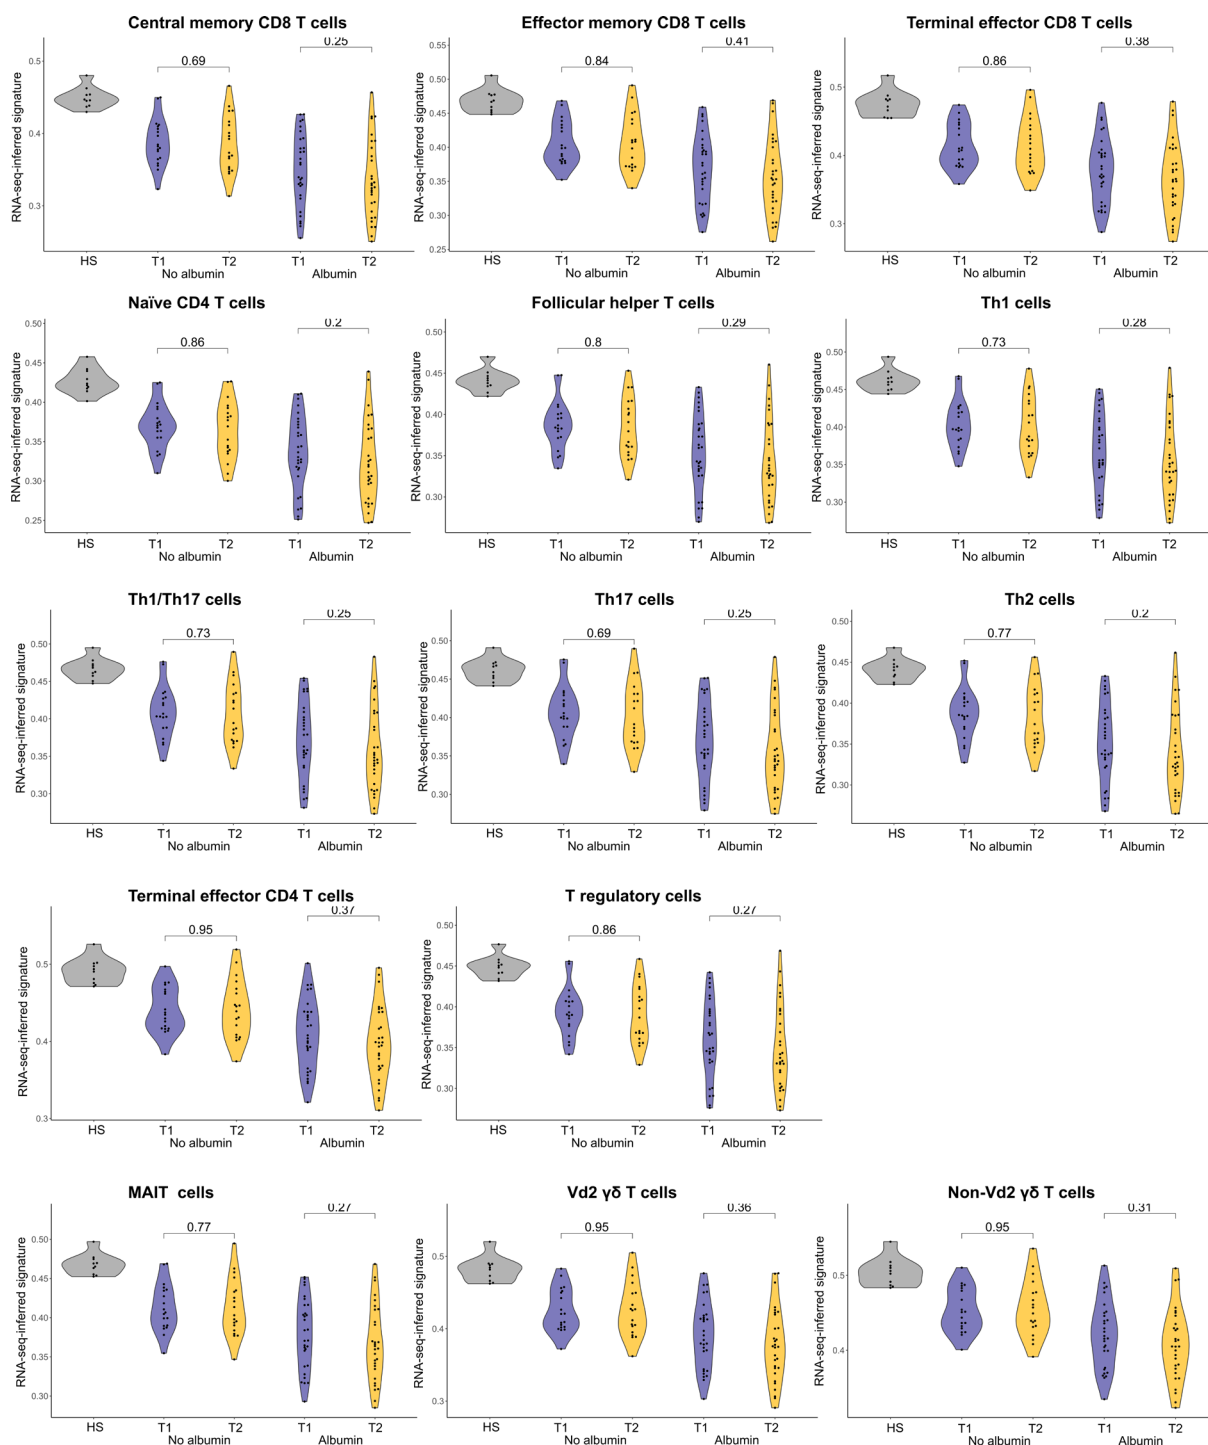 Central memory CD8 T cells
RNA-seq-inferred signature
0.5
0.4
0.3
0.69
0.25
HS T1 T2 T1 T2
No albumin Albumin
Effector memory CD8 T cells
RNA-seq-inferred signature
0.55
0.50
0.45
0.40
0.35
0.30
0.25
0.84
0.41
HS T1 T2 T1 T2
No albumin Albumin
Terminal effector CD8 T cells
RNA-seq-inferred signature
0.5
0.4
0.3
0.86
0.38
HS T1 T2 T1 T2
No albumin Albumin
Naïve CD4 T cells
RNA-seq-inferred signature
0.50
0.45
0.40
0.35
0.30
0.25
0.86
0.2
HS T1 T2 T1 T2
No albumin Albumin
Follicular helper T cells
RNA-seq-inferred signature
0.50
0.45
0.40
0.35
0.30
0.8
0.29
HS T1 T2 T1 T2
No albumin Albumin
Th1 cells
RNA-seq-inferred signature
0.50
0.45
0.40
0.35
0.30
0.73
0.28
HS T1 T2 T1 T2
No albumin Albumin
Th1/Th17 cells
RNA-seq-inferred signature
0.50
0.45
0.40
0.35
0.30
0.73
0.25
HS T1 T2 T1 T2
No albumin Albumin
Th17 cells
RNA-seq-inferred signature
0.50
0.45
0.40
0.35
0.30
0.69
0.25
HS T1 T2 T1 T2
No albumin Albumin
Th2 cells
RNA-seq-inferred signature
0.50
0.45
0.40
0.35
0.30
0.77
0.2
HS T1 T2 T1 T2
No albumin Albumin
Terminal effector CD4 T cells
RNA-seq-inferred signature
0.5
0.4
0.3
0.95
0.37
HS T1 T2 T1 T2
No albumin Albumin
T regulatory cells
RNA-seq-inferred signature
0.50
0.45
0.40
0.35
0.30
0.86
0.27
HS T1 T2 T1 T2
No albumin Albumin
MAIT cells
RNA-seq-inferred signature
0.50
0.45
0.40
0.35
0.30
0.77
0.27
HS T1 T2 T1 T2
No albumin Albumin
Vd2 γδ T cells
RNA-seq-inferred signature
0.5
0.4
0.3
0.95
0.36
HS T1 T2 T1 T2
No albumin Albumin
Non-Vd2 γδ T cells
RNA-seq-inferred signature
0.5
0.4
0.95
0.31
HS T1 T2 T1 T2
No albumin Albumin